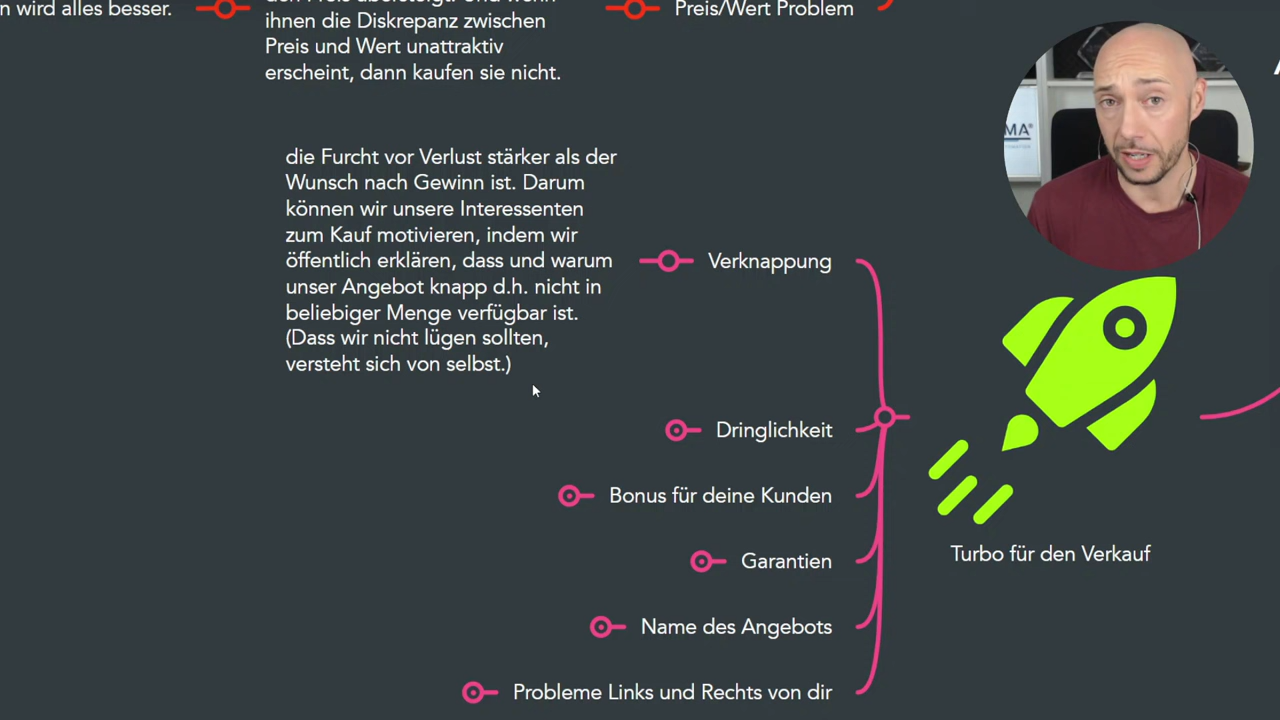 n wird alles besser.
ihnen die Diskrepanz zwischen
Preis und Wert unattraktiv
erscheint, dann kaufen sie nicht.
Preis/Wert Problem
die Furcht vor Verlust stärker als der
Wunsch nach Gewinn ist. Darum
können wir unsere Interessenten
zum Kauf motivieren, indem wir
öffentlich erklären, dass und warum
unser Angebot knapp d.h. nicht in
beliebiger Menge verfügbar ist.
(Dass wir nicht lügen sollten,
versteht sich von selbst.)
Verknappung
Dringlichkeit
Bonus für deine Kunden
Garantien
Name des Angebots
Probleme Links und Rechts von dir
Turbo für den Verkauf
MA®